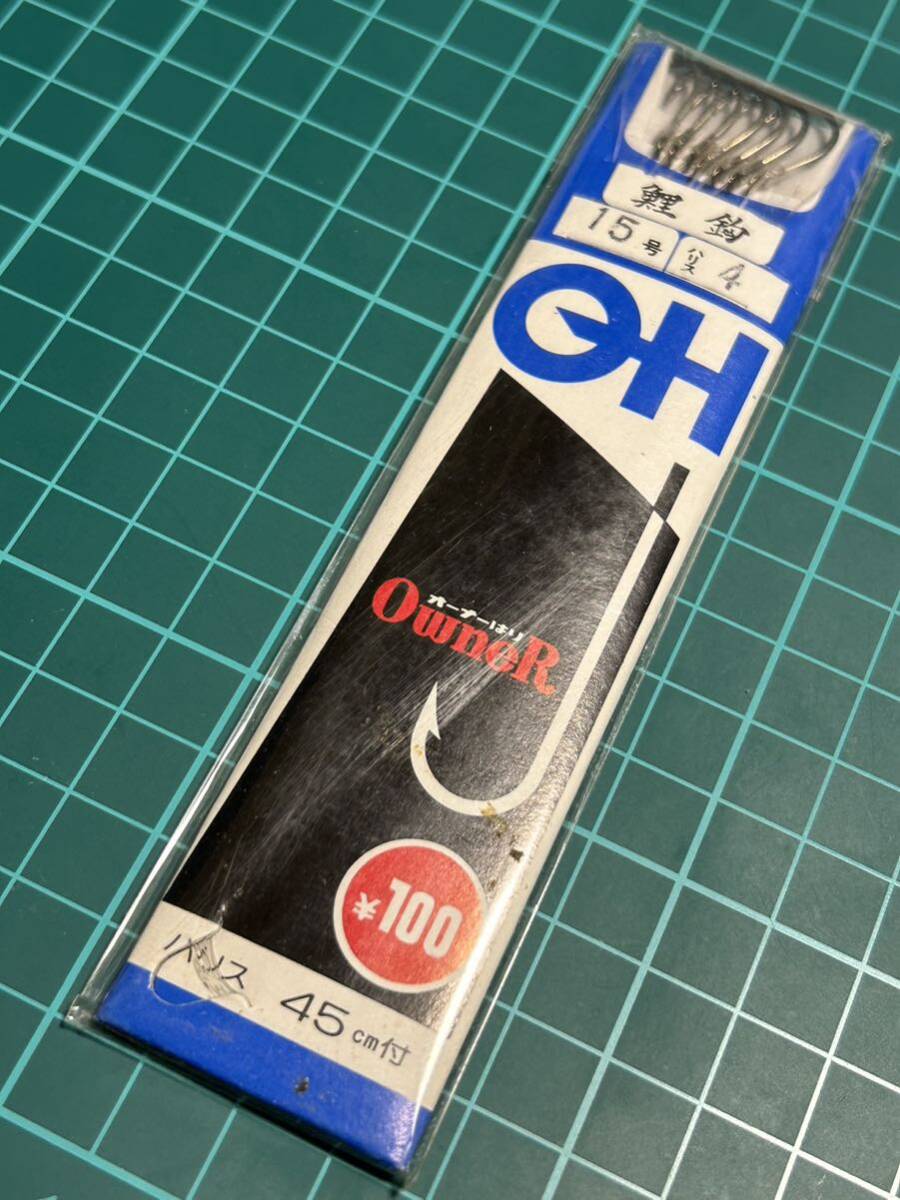 鯉鈎
15号 ハリス 4
OH
オーナーばり
OwneR
¥100
ハリス 45cm付